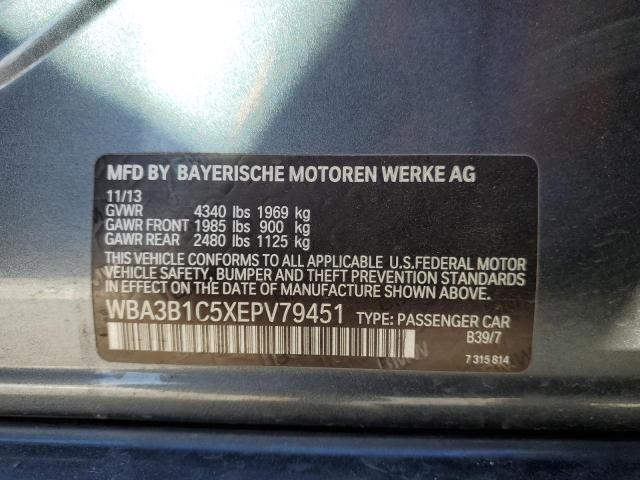 MFD BY BAYERISCHE MOTOREN WERKE AG
11/13
GVWR 4340 lbs 1969 kg
GAWR FRONT 1985 lbs 900 kg
GAWR REAR 2480 lbs 1125 kg
THIS VEHICLE CONFORMS TO ALL APPLICABLE U.S.FEDERAL MOTOR
VEHICLE SAFETY, BUMPER AND THEFT PREVENTION STANDARDS
IN EFFECT ON THE DATE OF MANUFACTURE SHOWN ABOVE.
WBA3B1C5XEPV79451 TYPE: PASSENGER CAR
B39/7
7 315 814